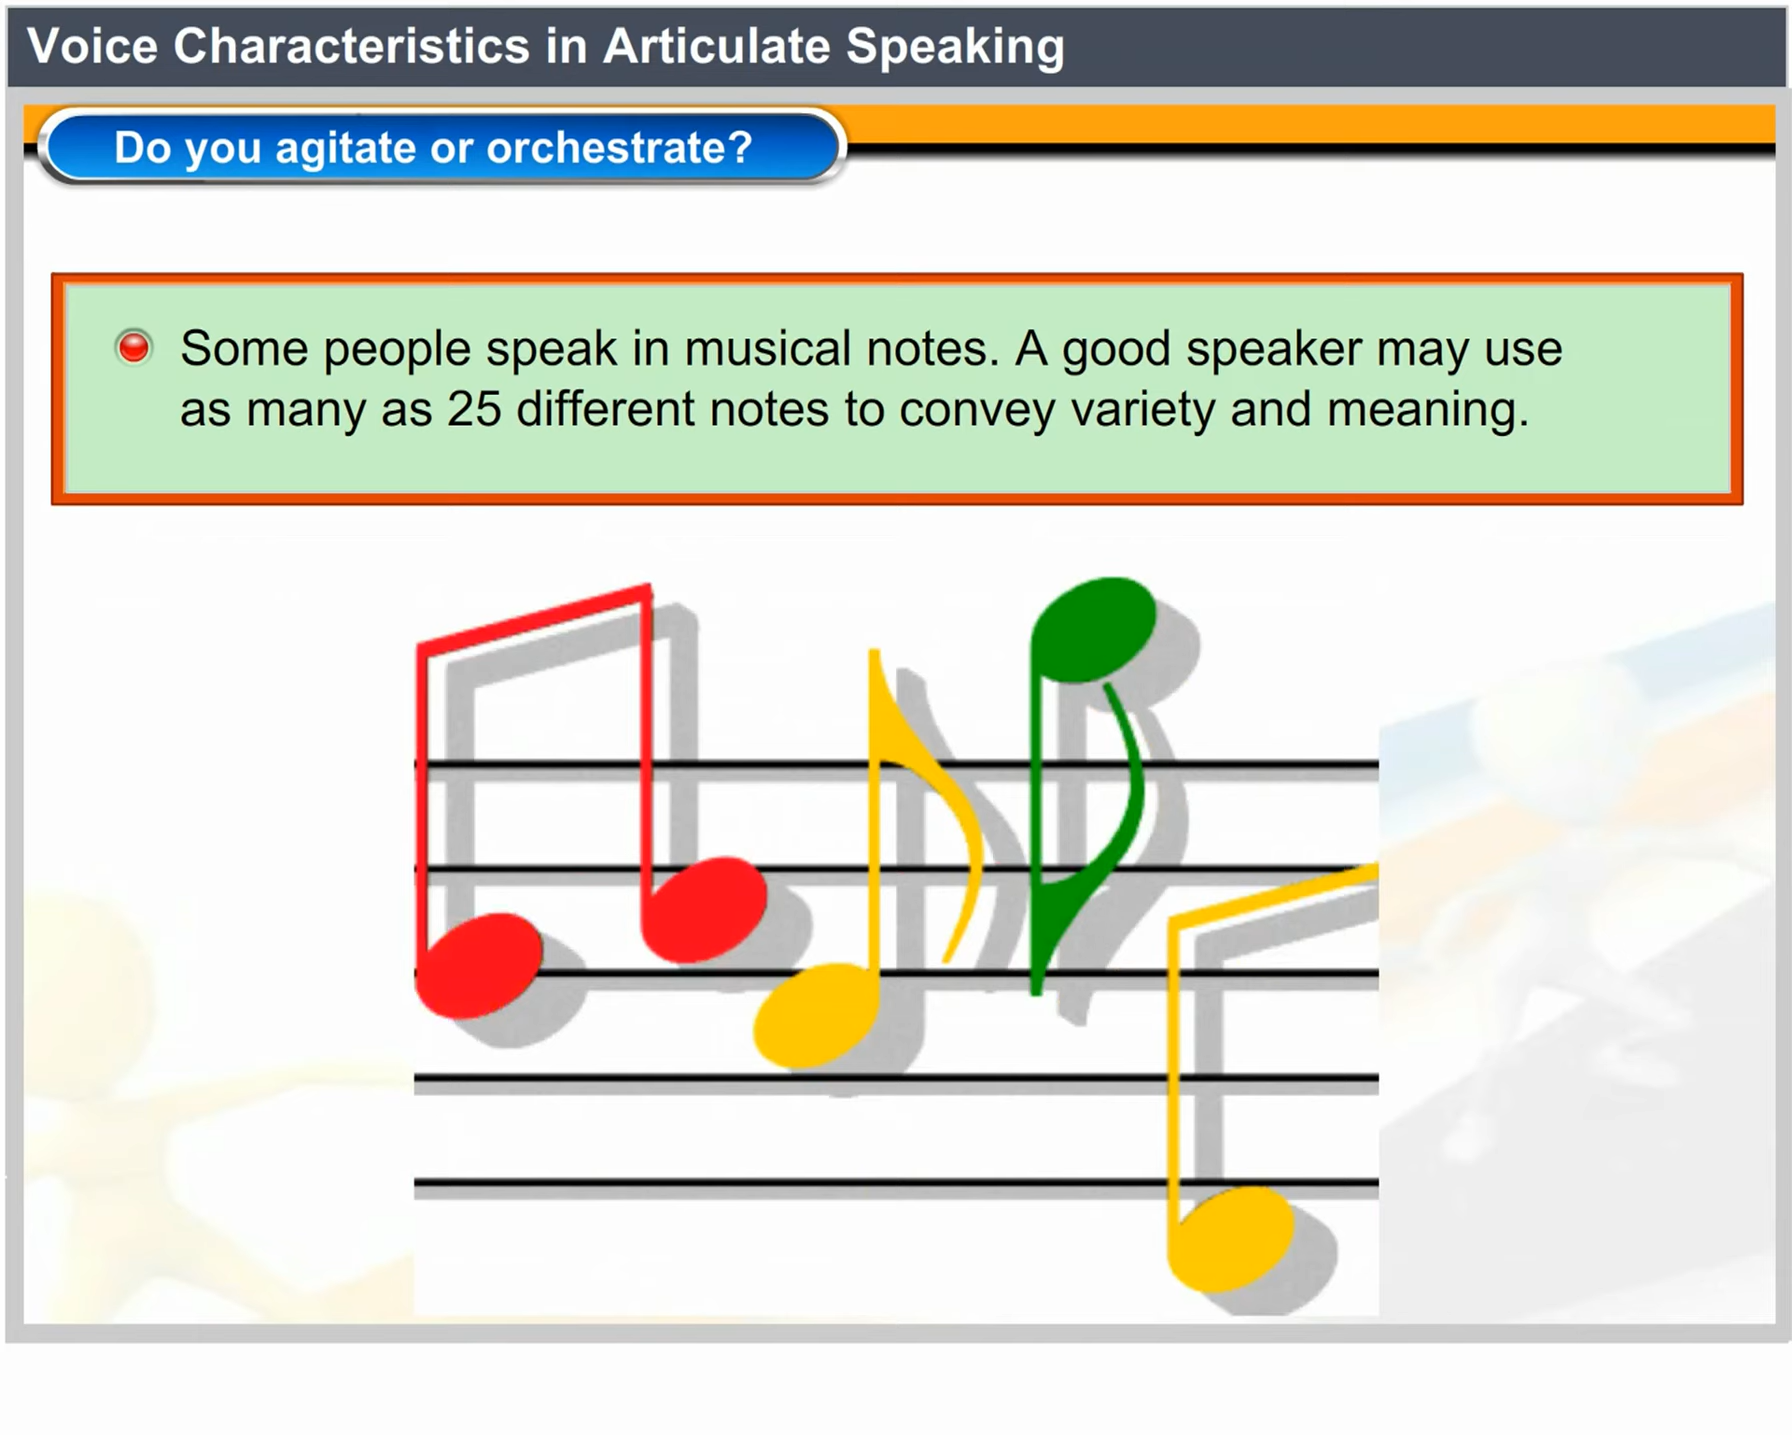 Voice Characteristics in Articulate Speaking
Do you agitate or orchestrate?
Some people speak in musical notes. A good speaker may use
as many as 25 different notes to convey variety and meaning.